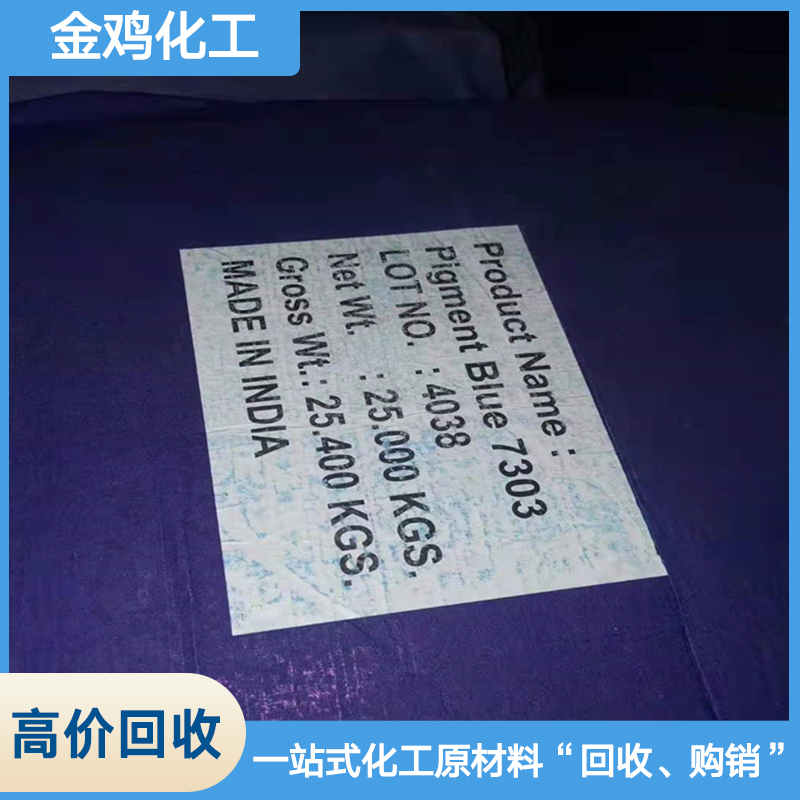 金鸡化工
Product Name :
Pigment Blue 7303
LOT NO. : 4038
Net Wt. : 25.000 KGS.
Gross Wt.: 25.400 KGS.
MADE IN INDIA
高价回收
一站式化工原材料“回收、购销”